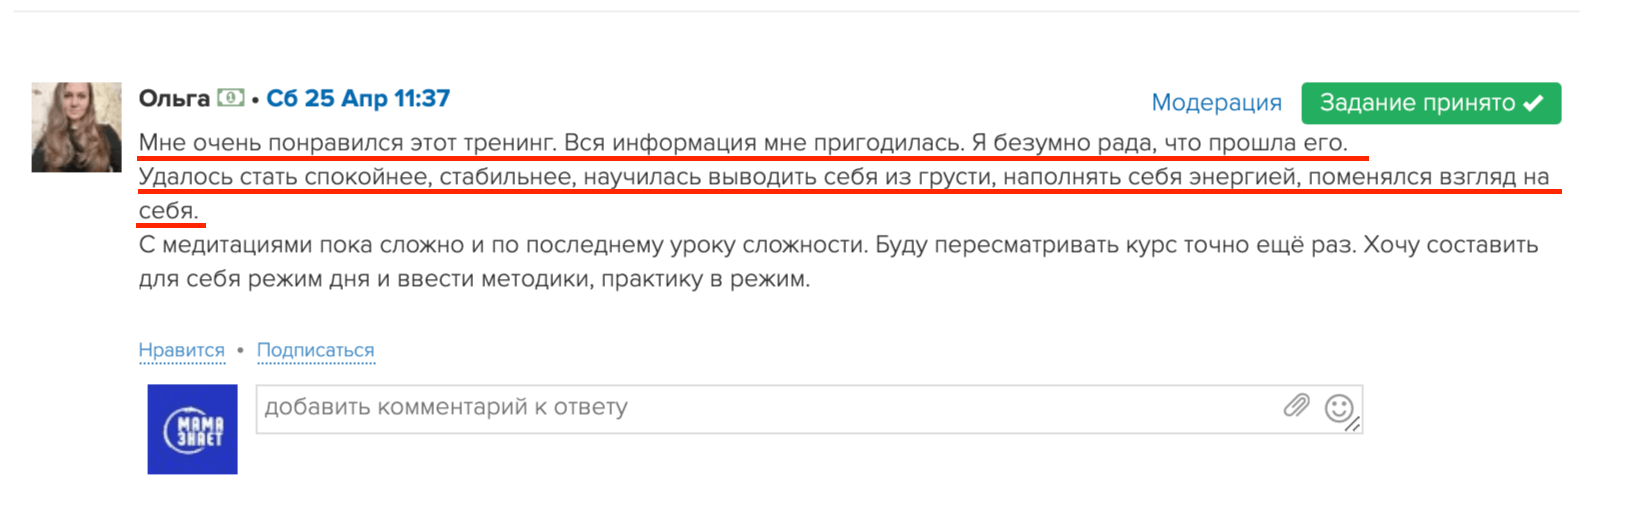 Ольга • Сб 25 Апр 11:37
Модерация
Задание принято ✔
Мне очень понравился этот тренинг. Вся информация мне пригодилась. Я безумно рада, что прошла его.
Удалось стать спокойнее, стабильнее, научилась выводить себя из грусти, наполнять себя энергией, поменялся взгляд на
себя.
С медитациями пока сложно и по последнему уроку сложности. Буду пересматривать курс точно ещё раз. Хочу составить
для себя режим дня и ввести методики, практику в режим.
Нравится • Подписаться
МАМА
ЗНАЕТ
добавить комментарий к ответу